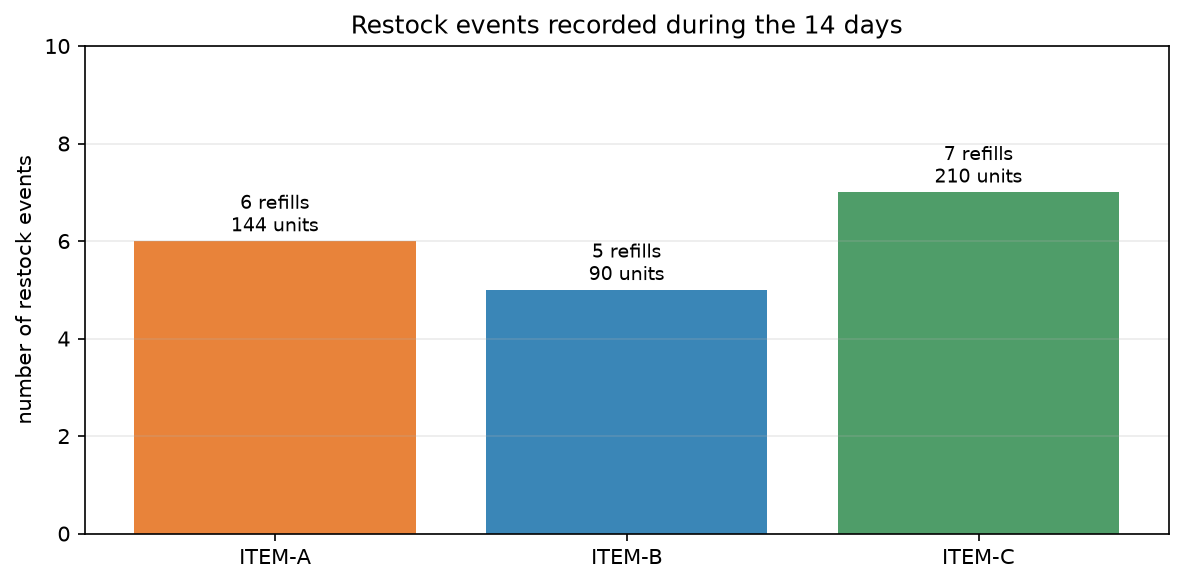 Restock events recorded during the 14 days
number of restock events
10
8
6
4
2
0
6 refills
144 units
5 refills
90 units
7 refills
210 units
ITEM-A
ITEM-B
ITEM-C